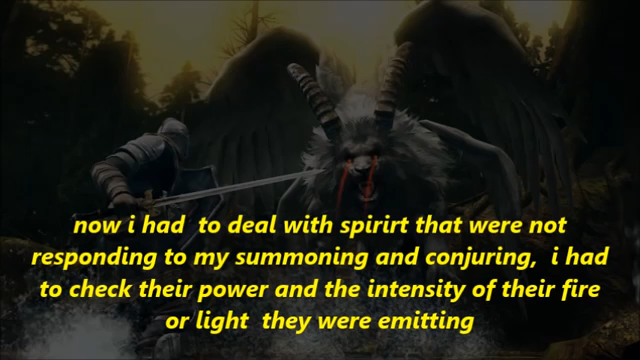 now i had  to deal with spirirt that were not
responding to my summoning and conjuring,  i had
to check their power and the intensity of their fire
or light  they were emitting